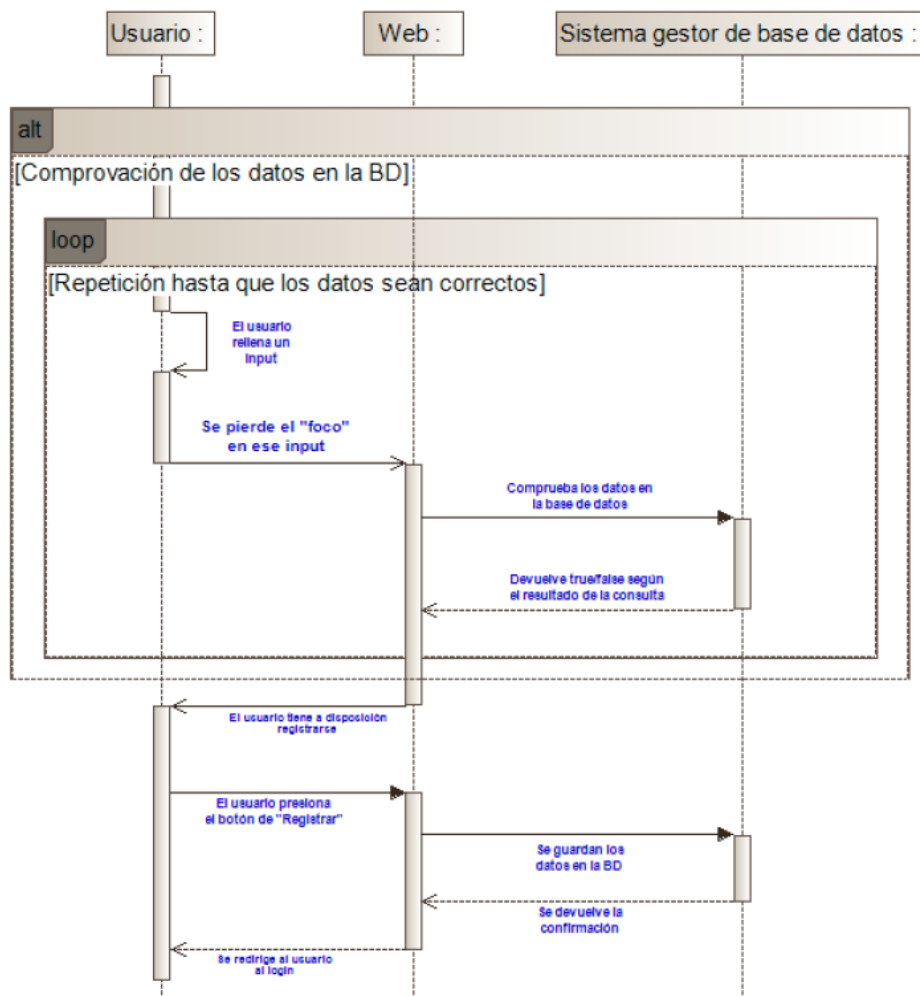 Usuario :
Web :
Sistema gestor de base de datos :
alt
[Comprovación de los datos en la BD]
loop
[Repetición hasta que los datos sean correctos]
El usuario
rellena un
input
Se pierde el "foco"
en ese input
Comprueba los datos en
la base de datos
Devuelve true/false según
el resultado de la consulta
El usuario tiene a disposición
registrarse
El usuario presiona
el botón de "Registrar"
Se guardan los
datos en la BD
Se devuelve la
confirmación
Se redirige al usuario
al login